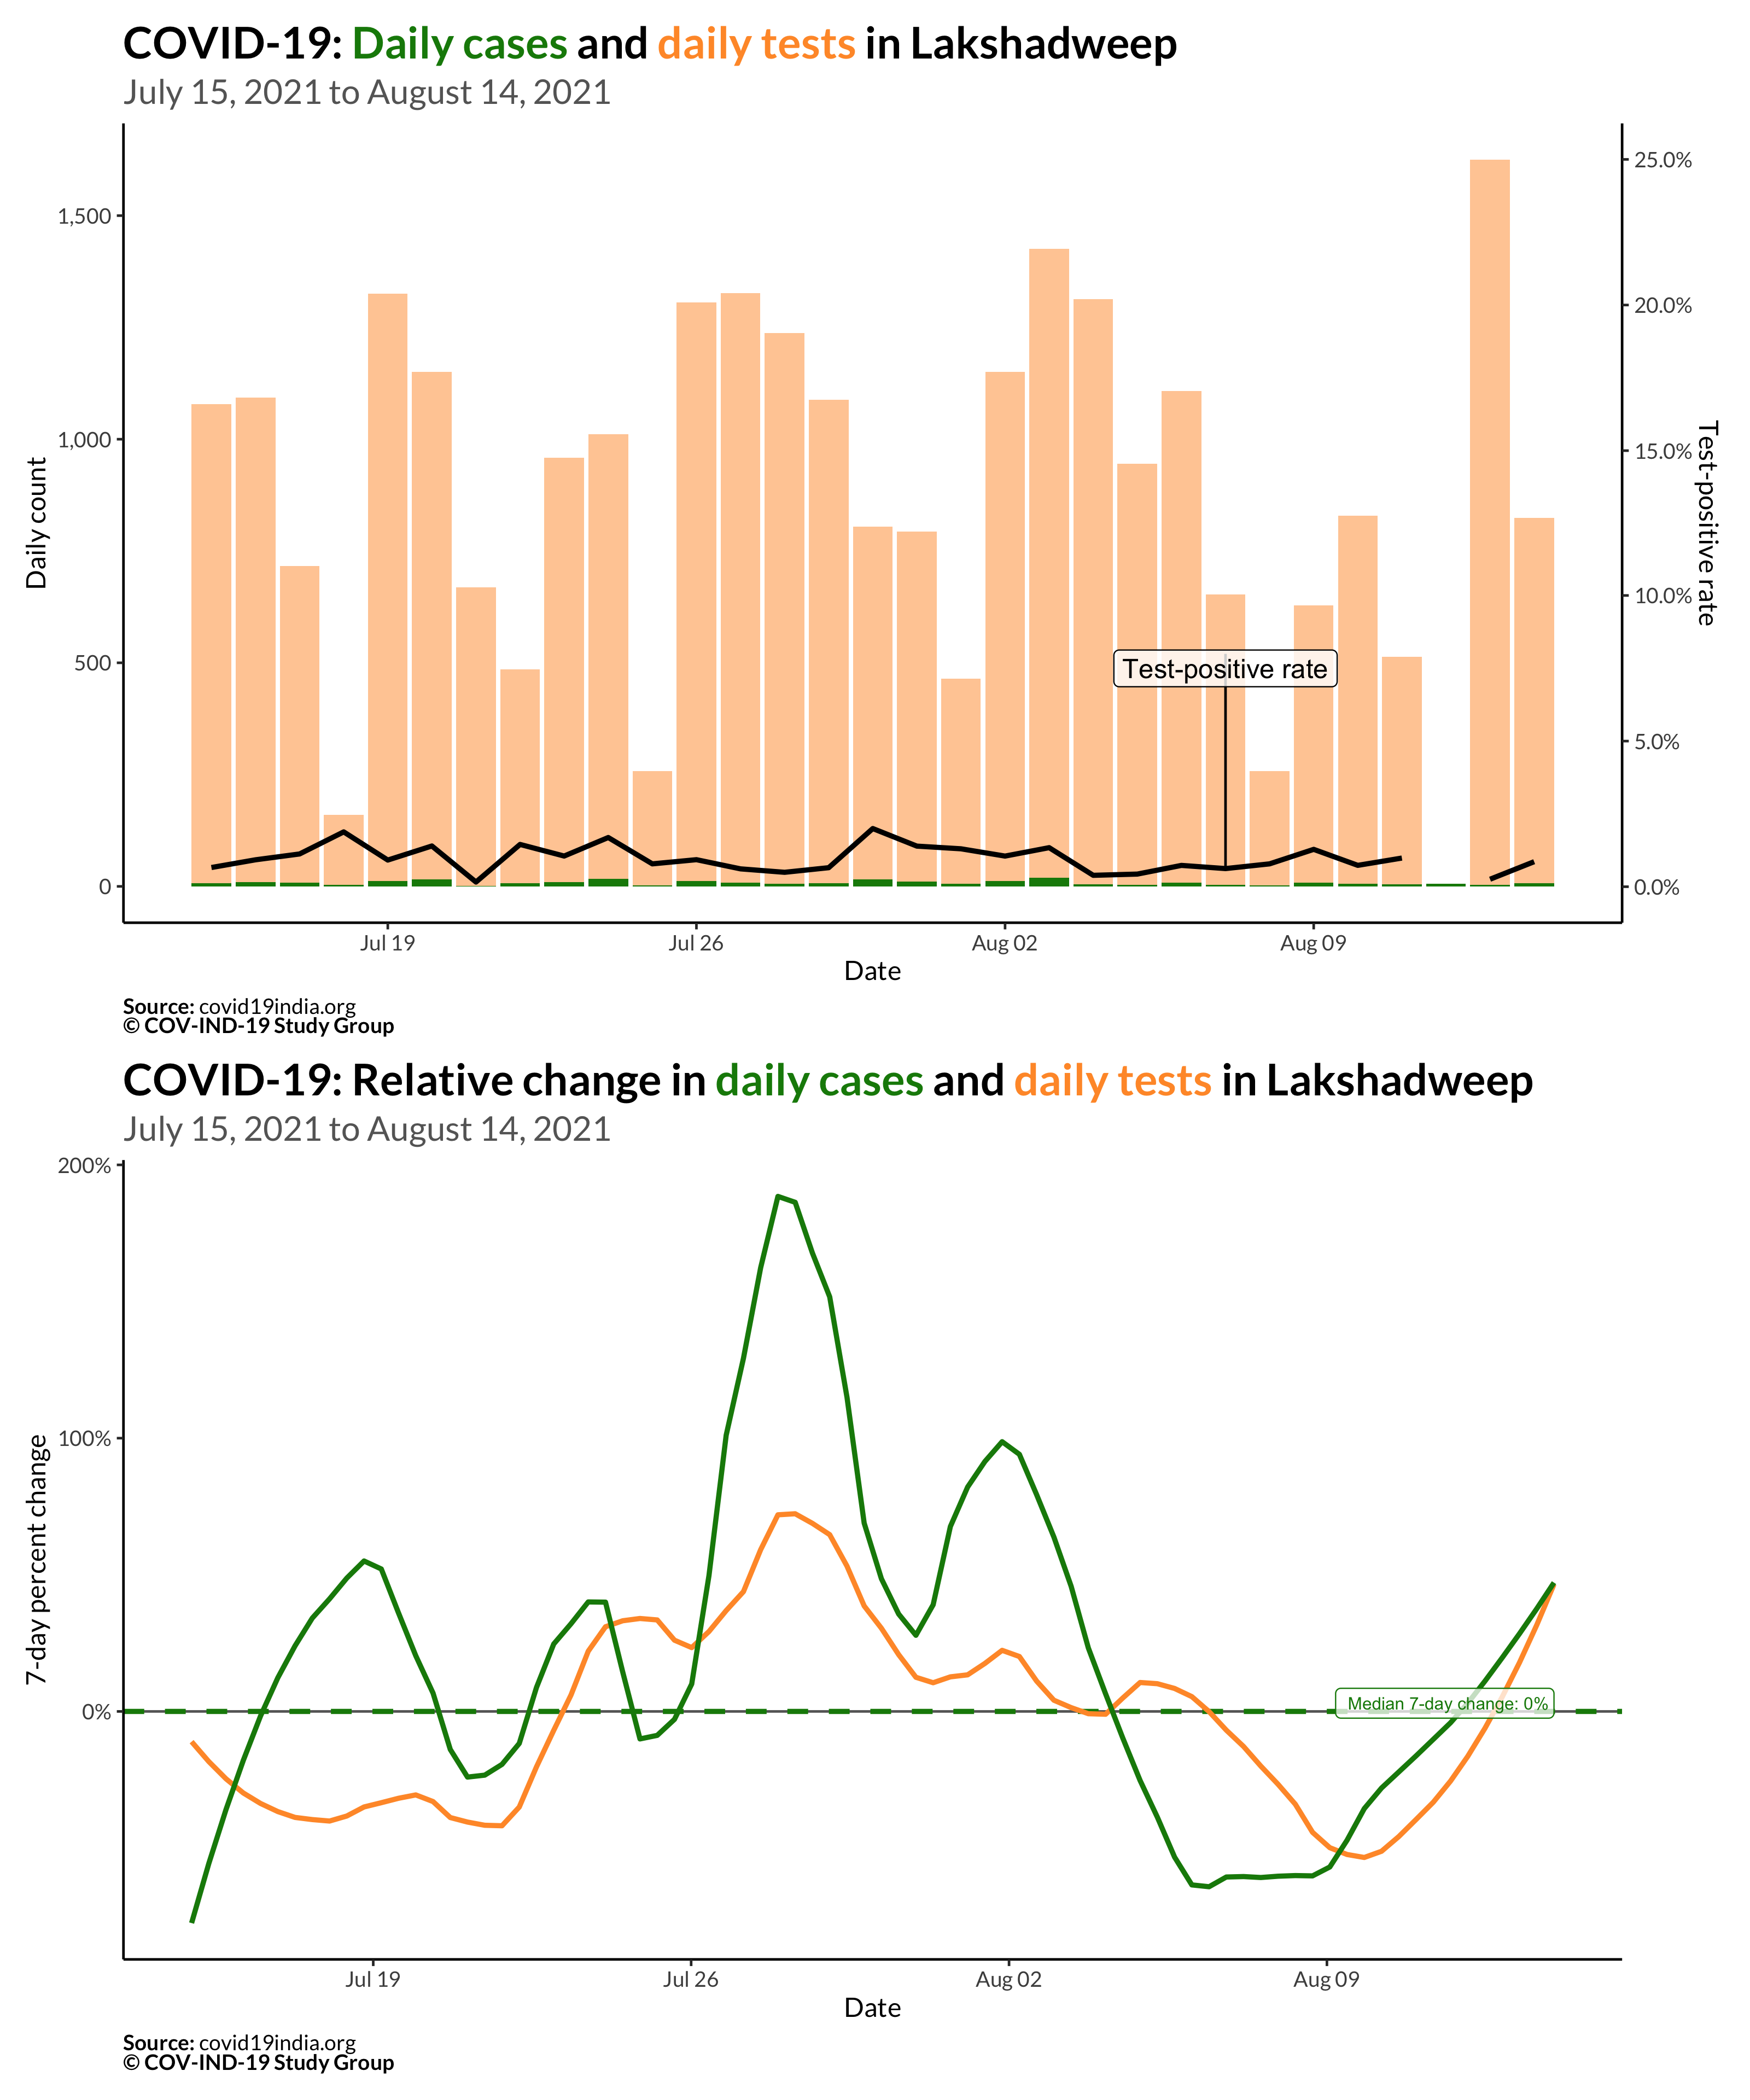 COVID-19: Daily cases and daily tests in Lakshadweep
July 15, 2021 to August 14, 2021
Daily count
1,500
1,000
500
0
25.0%
20.0%
15.0%
10.0%
5.0%
0.0%
Test-positive rate
Test-positive rate
Jul 19
Jul 26
Aug 02
Aug 09
Date
Source: covid19india.org
© COV-IND-19 Study Group
COVID-19: Relative change in daily cases and daily tests in Lakshadweep
July 15, 2021 to August 14, 2021
7-day percent change
200%
100%
0%
Median 7-day change: 0%
Jul 19
Jul 26
Aug 02
Aug 09
Date
Source: covid19india.org
© COV-IND-19 Study Group